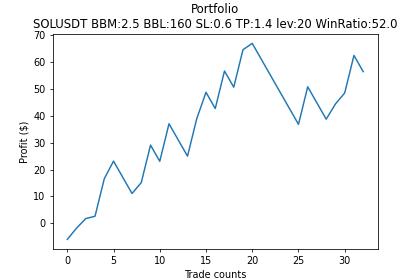 Portfolio
SOLUSDT BBM:2.5 BBL:160 SL:0.6 TP:1.4 lev:20 WinRatio:52.0
70
60
50
40
30
20
10
0
Profit ($)
0 5 10 15 20 25 30
Trade counts